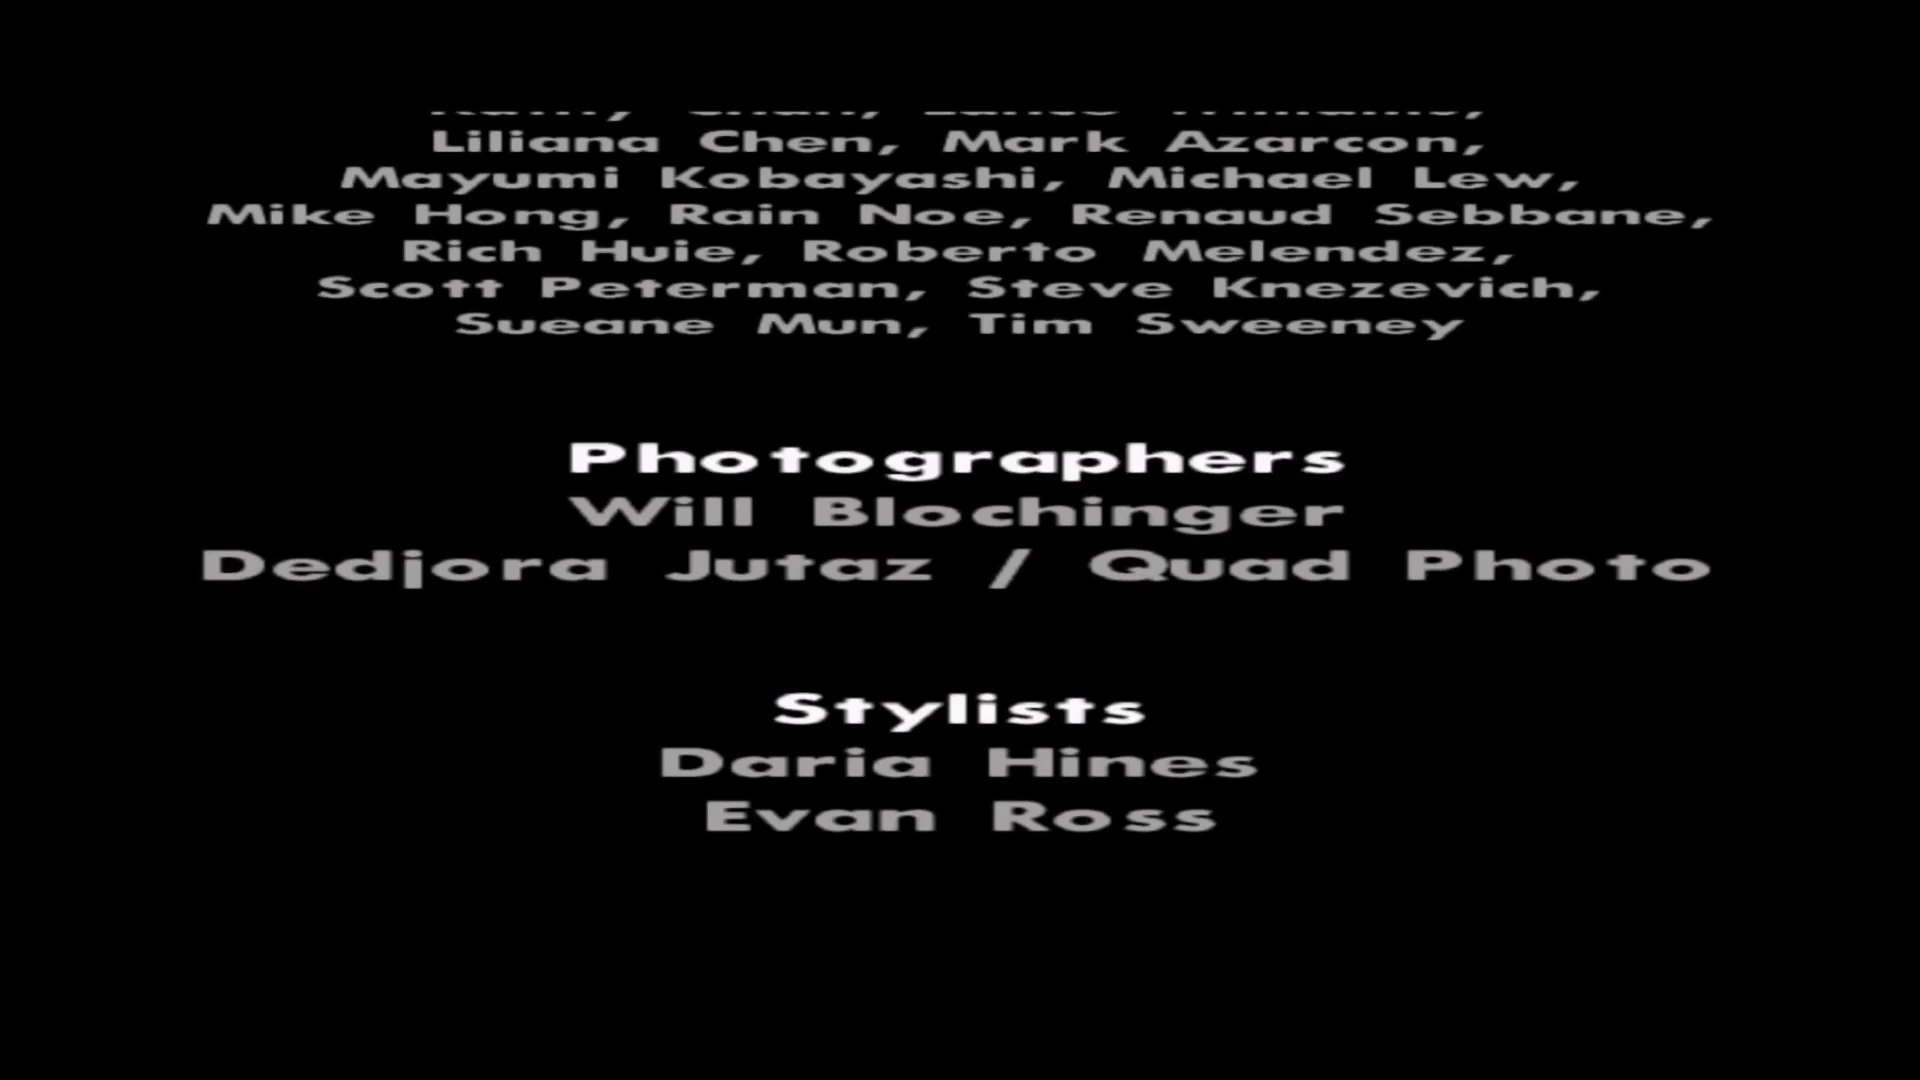 Liliana Chen, Mark Azarcon,
Mayumi Kobayashi, Michael Lew,
Mike Hong, Rain Noe, Renaud Sebbane,
Rich Huie, Roberto Melendez,
Scott Peterman, Steve Knezevich,
Sueane Mun, Tim Sweeney
Photographers
Will Blochinger
Dedjora Jutaz / Quad Photo
Stylists
Daria Hines
Evan Ross